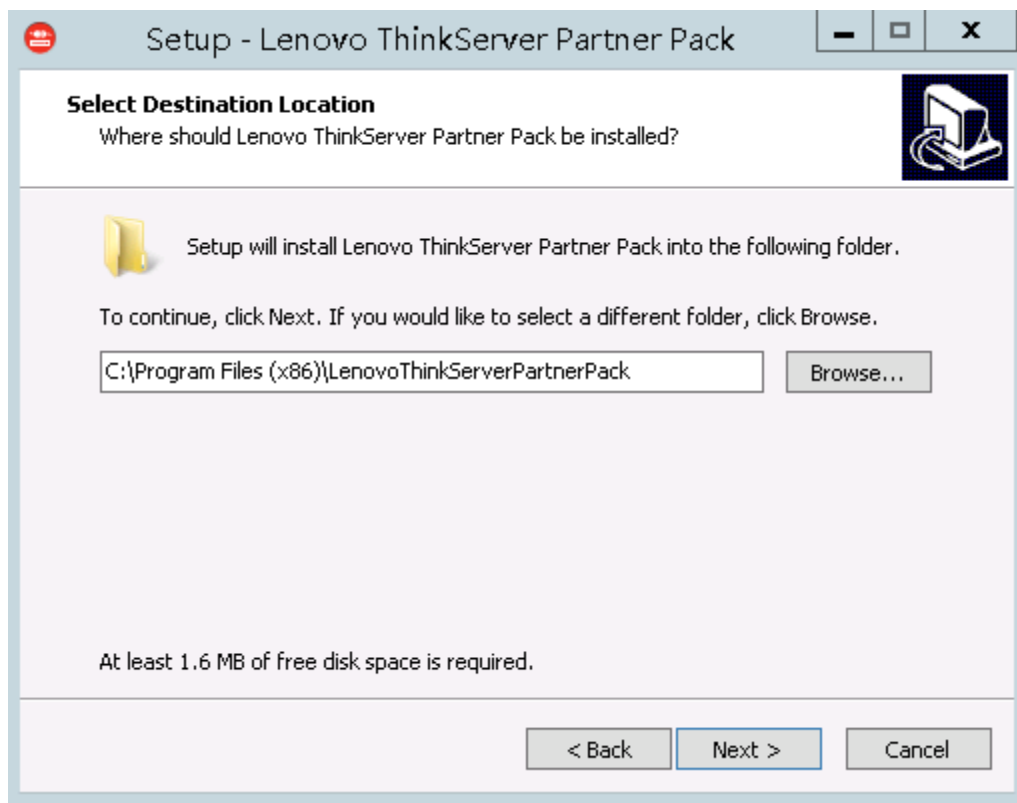 Setup - Lenovo ThinkServer Partner Pack
Select Destination Location
Where should Lenovo ThinkServer Partner Pack be installed?
Setup will install Lenovo ThinkServer Partner Pack into the following folder.
To continue, click Next. If you would like to select a different folder, click Browse.
C:\Program Files (x86)\LenovoThinkServerPartnerPack
Browse...
At least 1.6 MB of free disk space is required.
< Back
Next >
Cancel